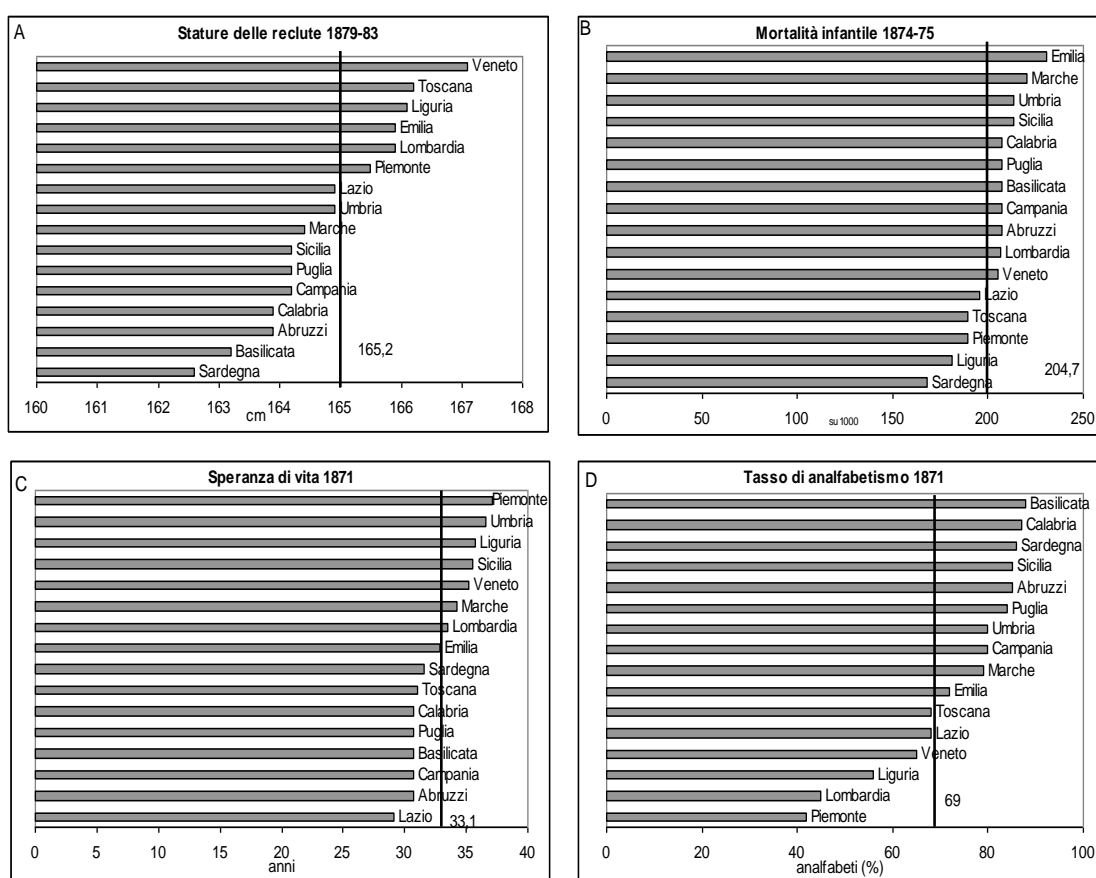 A
Stature delle reclute 1879-83
Veneto
Toscana
Liguria
Emilia
Lombardia
Piemonte
Lazio
Umbria
Marche
Sicilia
Puglia
Campania
Calabria
Abruzzi
Basilicata
165,2
Sardegna
160 161 162 163 164 165 166 167 168
cm
B
Mortalità infantile 1874-75
Emilia
Marche
Umbria
Sicilia
Calabria
Puglia
Basilicata
Campania
Abruzzi
Lombardia
Veneto
Lazio
Toscana
Piemonte
Liguria
204,7
Sardegna
0 50 100 150 200 250
su 1000
C
Speranza di vita 1871
Piemonte
Umbria
Liguria
Sicilia
Veneto
Marche
Lombardia
Emilia
Sardegna
Toscana
Calabria
Puglia
Basilicata
Campania
Abruzzi
Lazio
33,1
0 5 10 15 20 25 30 35 40
anni
D
Tasso di analfabetismo 1871
Basilicata
Calabria
Sardegna
Sicilia
Abruzzi
Puglia
Umbria
Campania
Marche
Emilia
Toscana
Lazio
Veneto
Liguria
Lombardia
69
Piemonte
0 20 40 60 80 100
analfabeti (%)